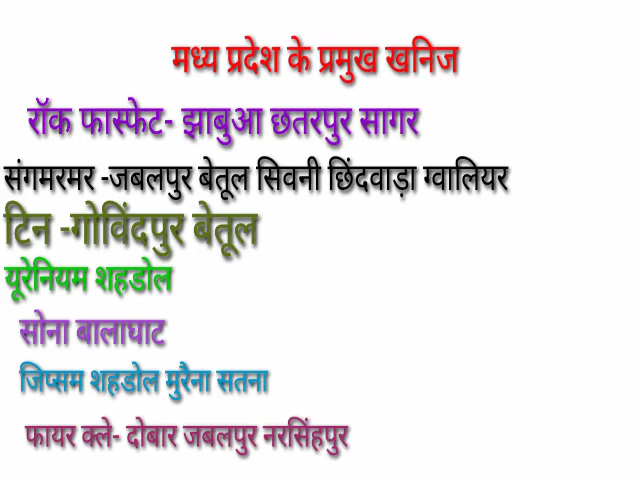 मध्य प्रदेश के प्रमुख खनिज
रॉक फास्फेट- झाबुआ छतरपुर सागर
संगमरमर -जबलपुर बेतूल सिवनी छिंदवाड़ा ग्वालियर
टिन -गोविंदपुर बेतूल
यूरेनियम शहडोल
सोना बालाघाट
जिप्सम शहडोल मुरैना सतना
फायर क्ले- दोबार जबलपुर नरसिंहपुर